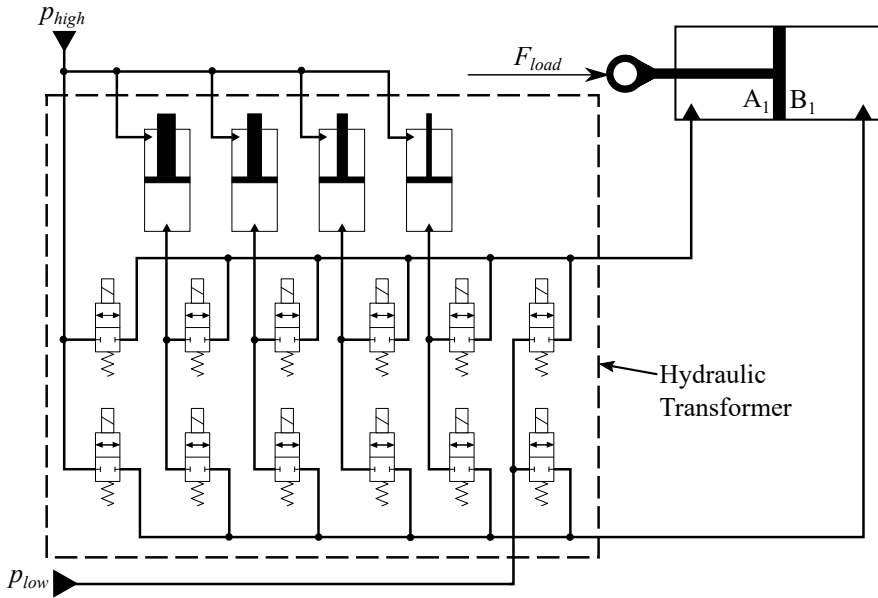 p_high
F_load
A_1 B_1
Hydraulic
Transformer
p_low